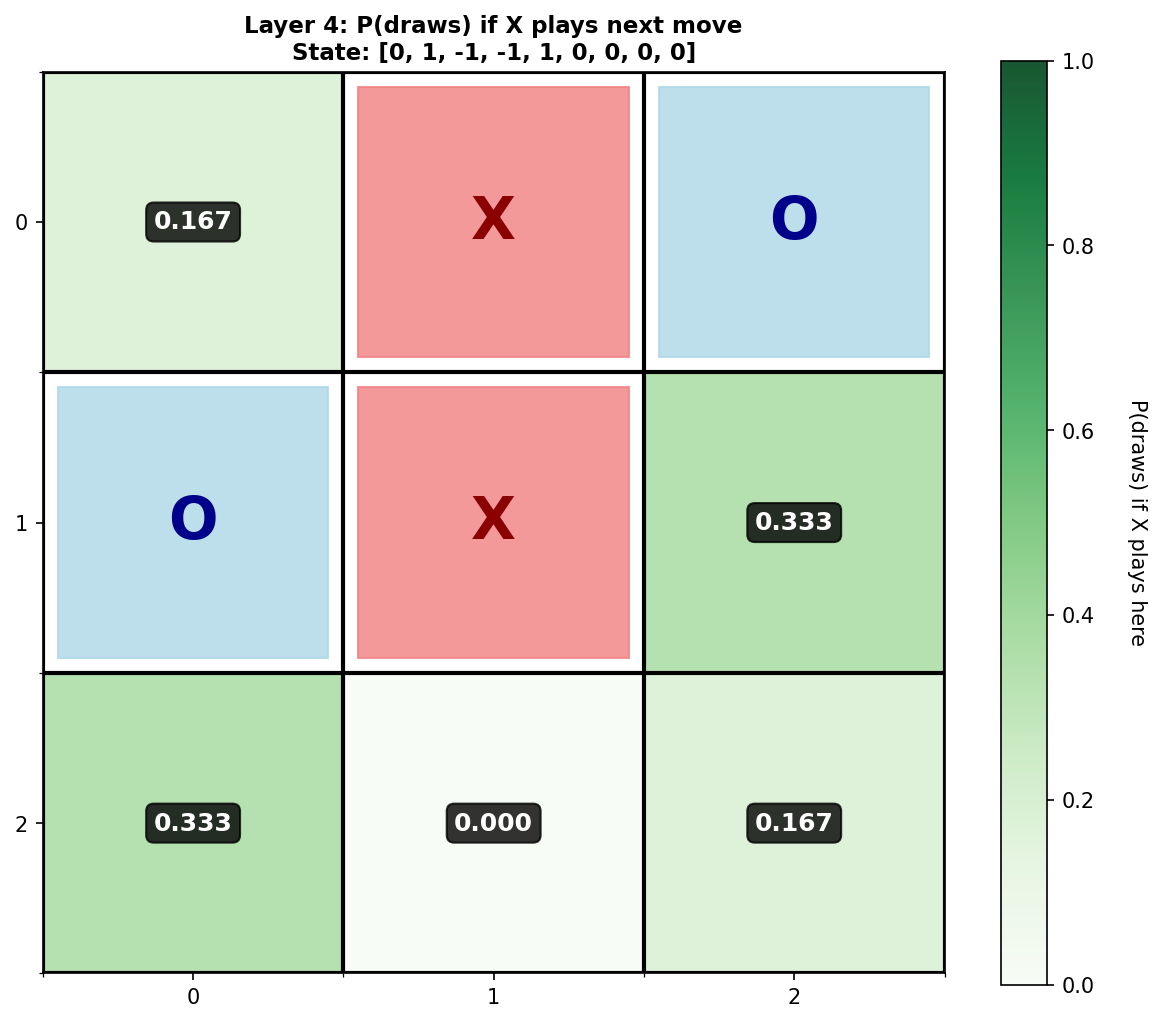 Layer 4: P(draws) if X plays next move
State: [0, 1, -1, -1, 1, 0, 0, 0, 0]
0
0.167
X
O
1
O
X
0.333
2
0.333
0.000
0.167
0
1
2
1.0
0.8
0.6
0.4
0.2
0.0
P(draws) if X plays here